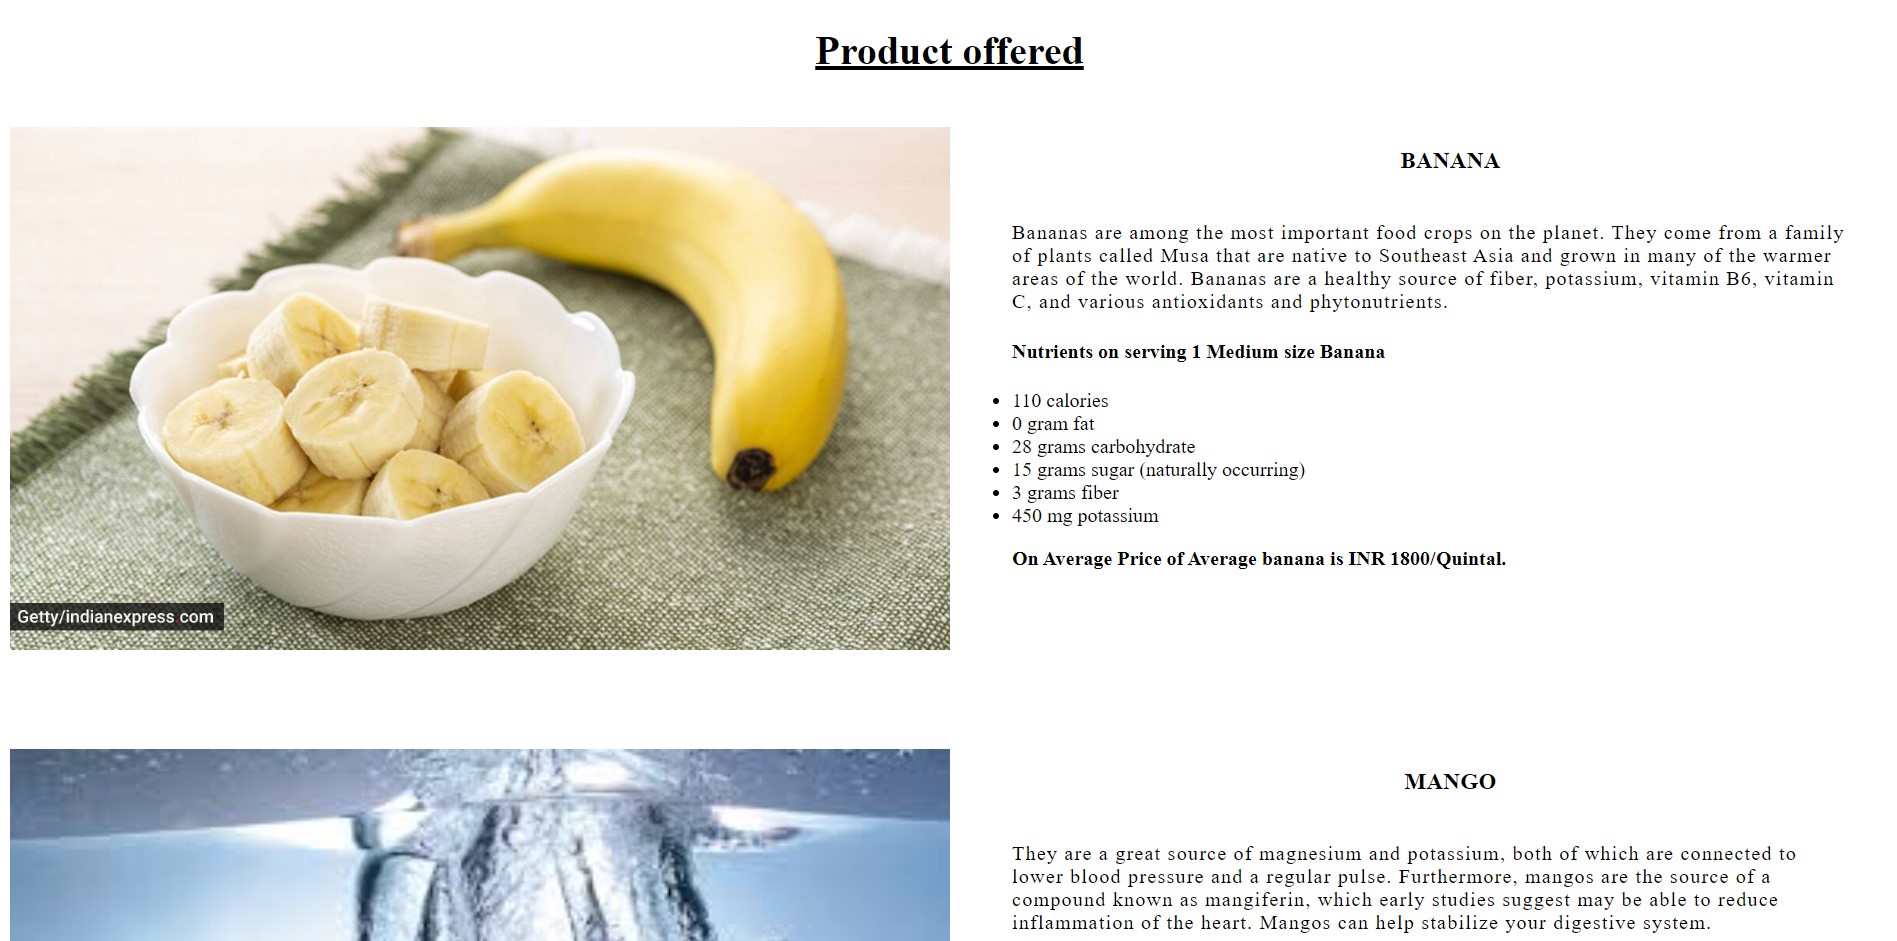 Product offered
BANANA
Bananas are among the most important food crops on the planet. They come from a family
of plants called Musa that are native to Southeast Asia and grown in many of the warmer
areas of the world. Bananas are a healthy source of fiber, potassium, vitamin B6, vitamin
C, and various antioxidants and phytonutrients.
Nutrients on serving 1 Medium size Banana
110 calories
0 gram fat
28 grams carbohydrate
15 grams sugar (naturally occurring)
3 grams fiber
450 mg potassium
On Average Price of Average banana is INR 1800/Quintal.
Getty/indianexpress.com
MANGO
They are a great source of magnesium and potassium, both of which are connected to
lower blood pressure and a regular pulse. Furthermore, mangos are the source of a
compound known as mangiferin, which early studies suggest may be able to reduce
inflammation of the heart. Mangos can help stabilize your digestive system.